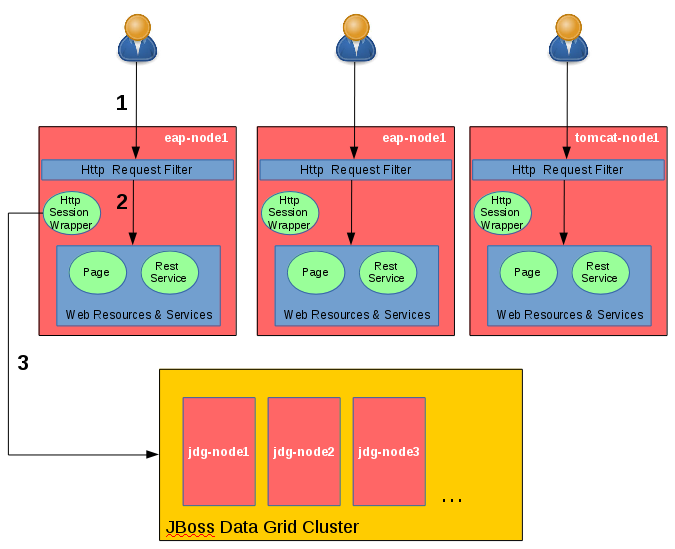 1
eap-node1
eap-node1
tomcat-node1
Http Request Filter
Http Request Filter
Http Request Filter
2
Http
Session
Wrapper
Http
Session
Wrapper
Http
Session
Wrapper
Page
Rest
Service
Page
Rest
Service
Page
Rest
Service
Web Resources & Services
Web Resources & Services
Web Resources & Services
3
jdg-node1
jdg-node2
jdg-node3
...
JBoss Data Grid Cluster